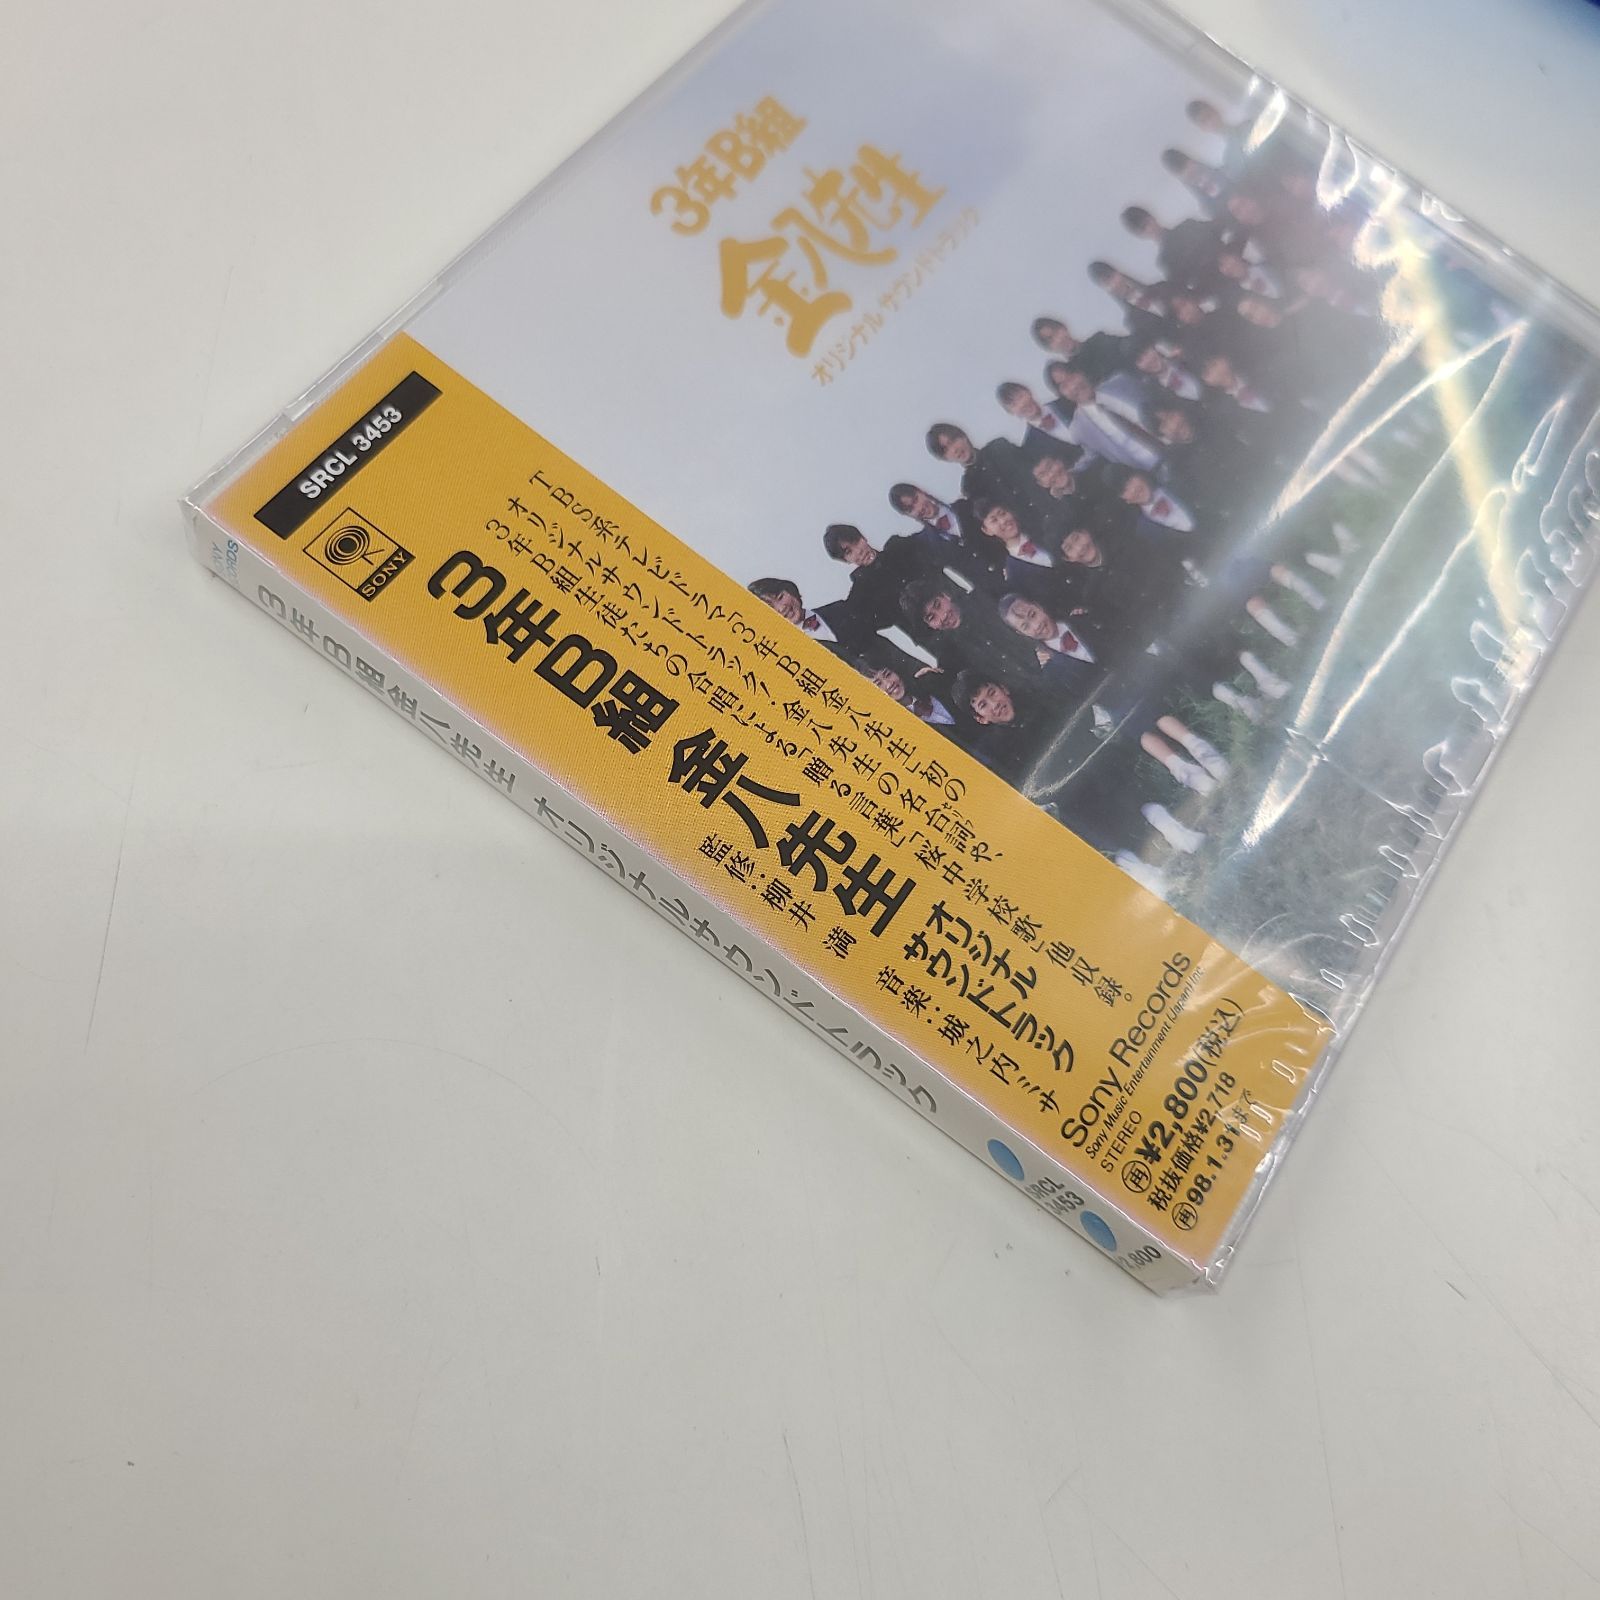 3年B組
金八先生
オリジナル サウンドトラック
SRCL 3453
SONY
TBS系テレビドラマ「3年B組金八先生」初の
オリジナルサウンドトラック!金八先生の名台詞や、
3年B組生徒たちの合唱による「贈る言葉」「桜中学校歌」他収録。
3年B組 金八先生
オリジナル
サウンドトラック
監修:柳井 満
音楽:城之内ミサ
Sony Records
Sony Music Entertainment (Japan) Inc.
STEREO
再¥2,800(税込)
税抜価格¥2,718
再98.1.31まで
3年B組金八先生 オリジナルサウンドトラック
SRCL
3453
¥2,800